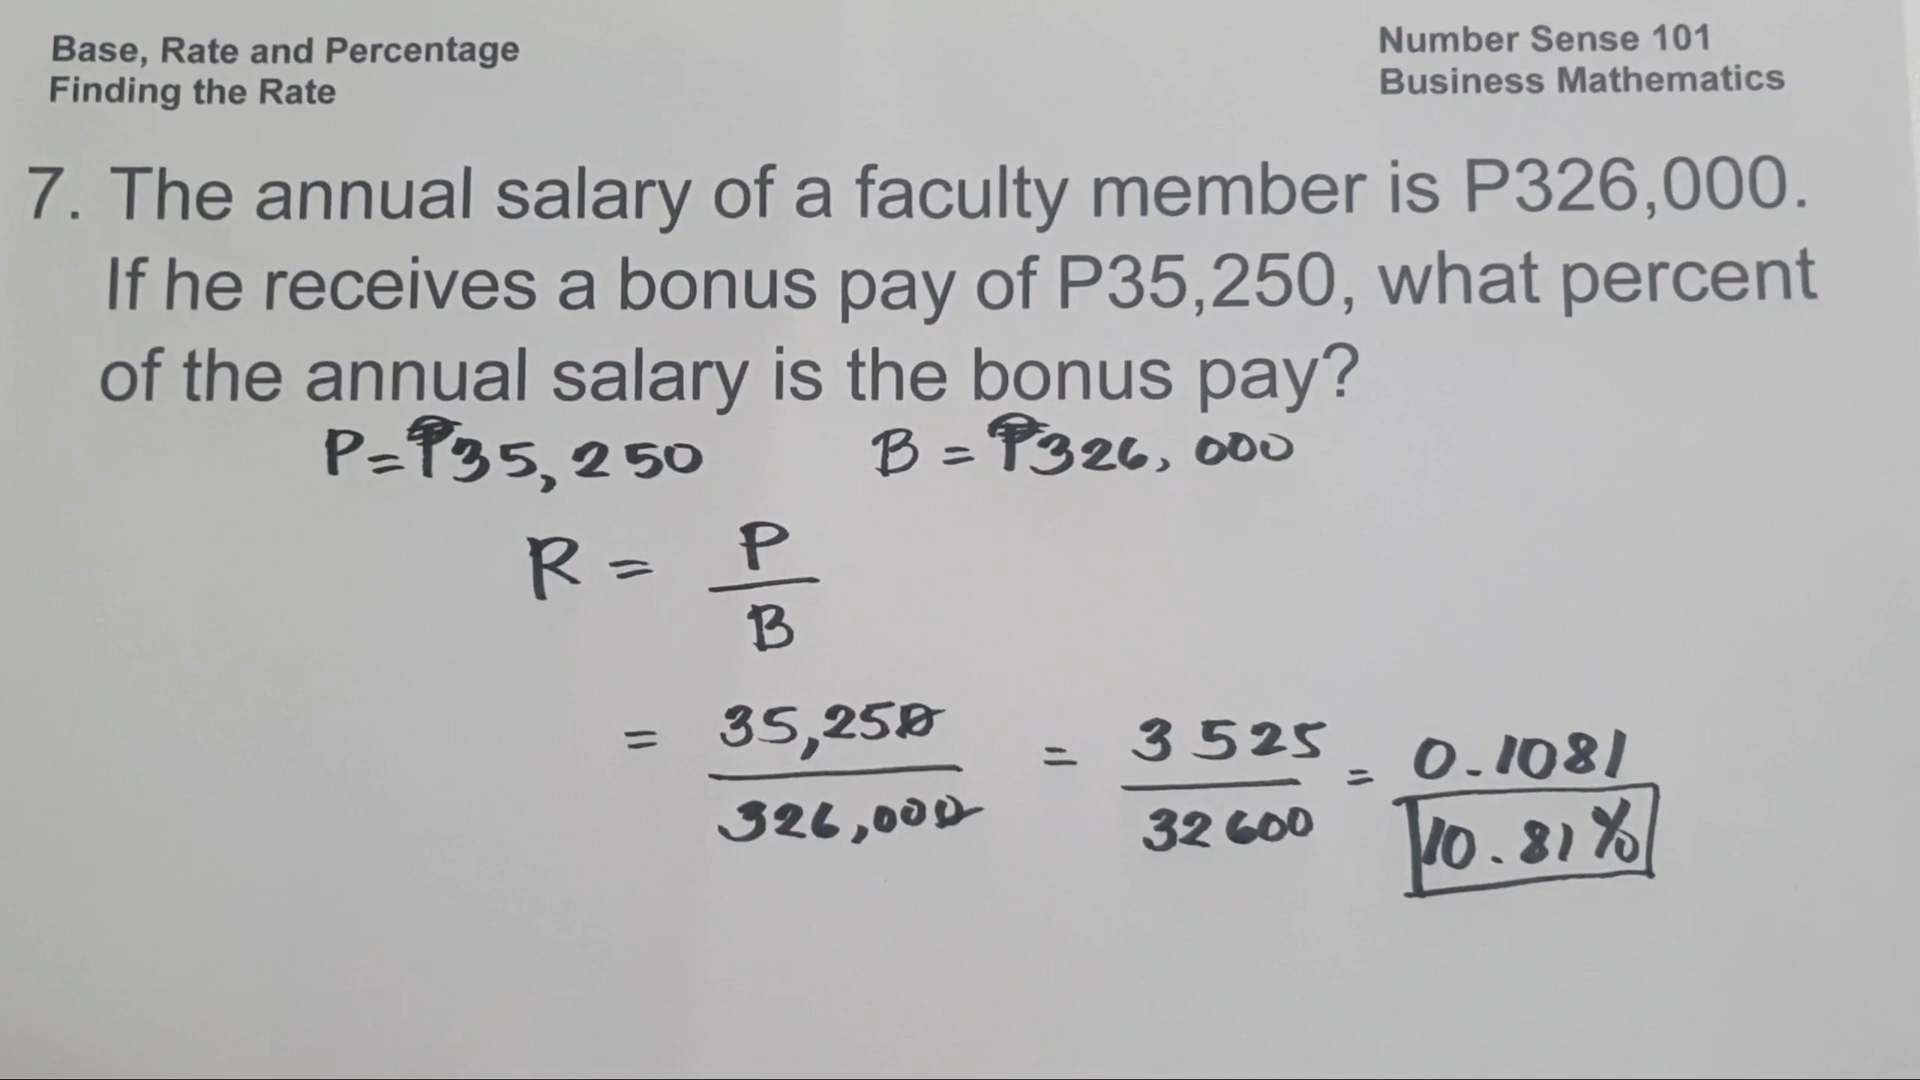 Base, Rate and Percentage
Finding the Rate
Number Sense 101
Business Mathematics
7. The annual salary of a faculty member is P326,000.
If he receives a bonus pay of P35,250, what percent
of the annual salary is the bonus pay?
P=₱35,250 B=₱326,000
R = P/B
= 35,250/326,000 = 3525/32600 = 0.1081
10.81%